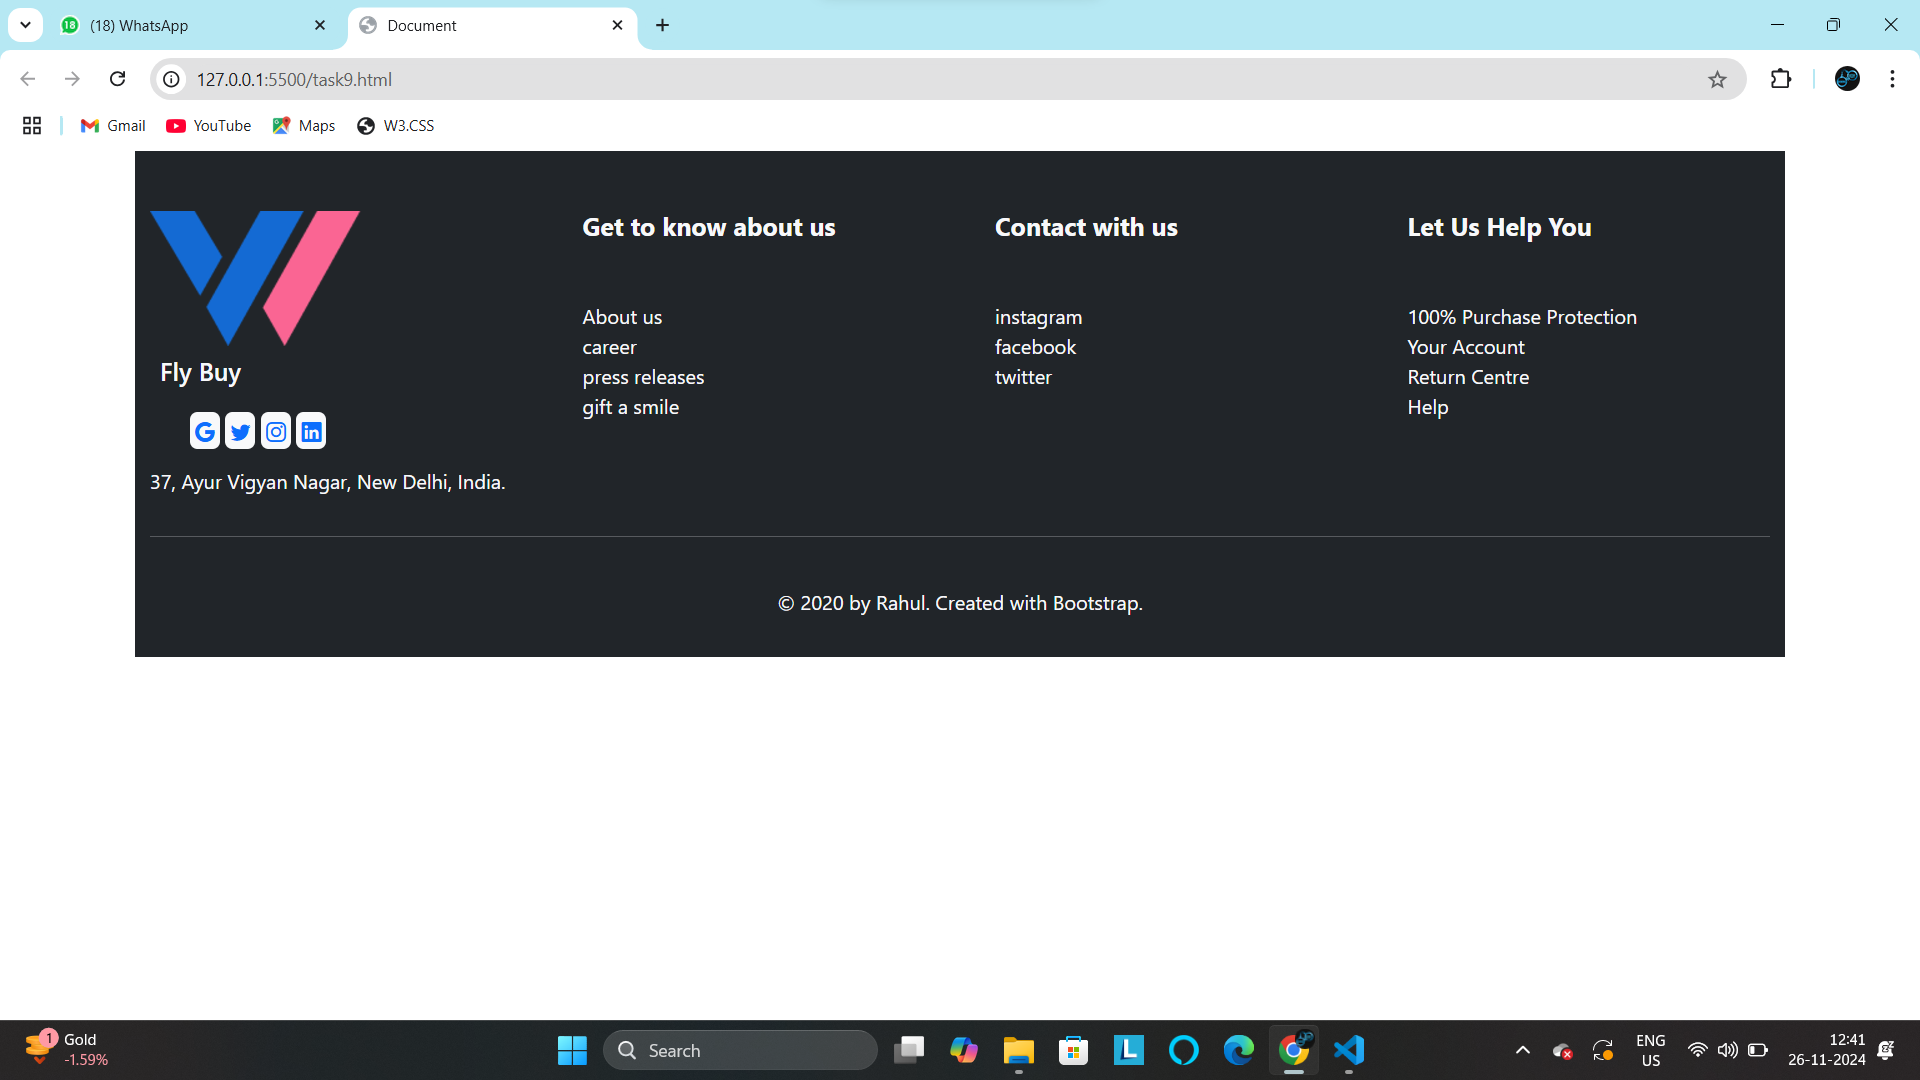 18 (18) WhatsApp
Document
127.0.0.1:5500/task9.html
Gmail
YouTube
Maps
W3.CSS
Fly Buy
37, Ayur Vigyan Nagar, New Delhi, India.
Get to know about us
About us
career
press releases
gift a smile
Contact with us
instagram
facebook
twitter
Let Us Help You
100% Purchase Protection
Your Account
Return Centre
Help
© 2020 by Rahul. Created with Bootstrap.
1
Gold
-1.59%
Search
L
ENG
US
12:41
26-11-2024